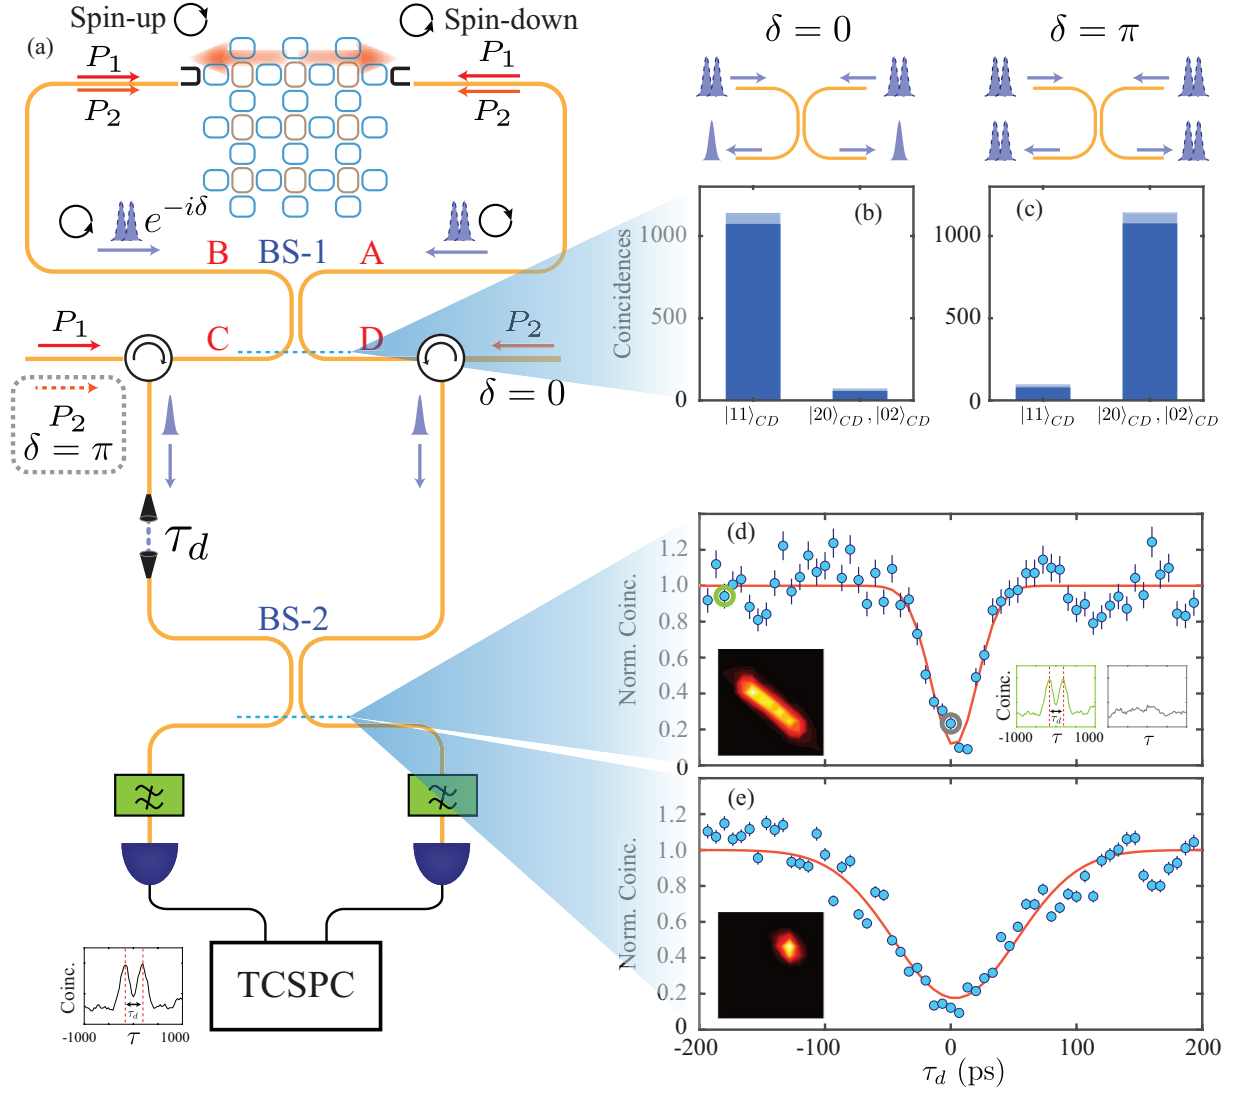 Spin-up
Spin-down
(a)
P₁
P₂
P₁
P₂
e^{-iδ}
B
BS-1
A
P₁
C
D
P₂
P₂
δ = π
δ = 0
τ_d
BS-2
TCSPC
Coinc.
τ_d
-1000
τ
1000
δ = 0
δ = π
(b)
Coincidences
1000
500
0
|11⟩_{CD}
|20⟩_{CD}, |02⟩_{CD}
(c)
1000
500
0
|11⟩_{CD}
|20⟩_{CD}, |02⟩_{CD}
(d)
Norm. Coinc.
1.2
1.0
0.8
0.6
0.4
0.2
0
Coinc.
τ_d
-1000
τ
1000
τ
(e)
Norm. Coinc.
1.2
1.0
0.8
0.6
0.4
0.2
0
-200
-100
0
100
200
τ_d (ps)